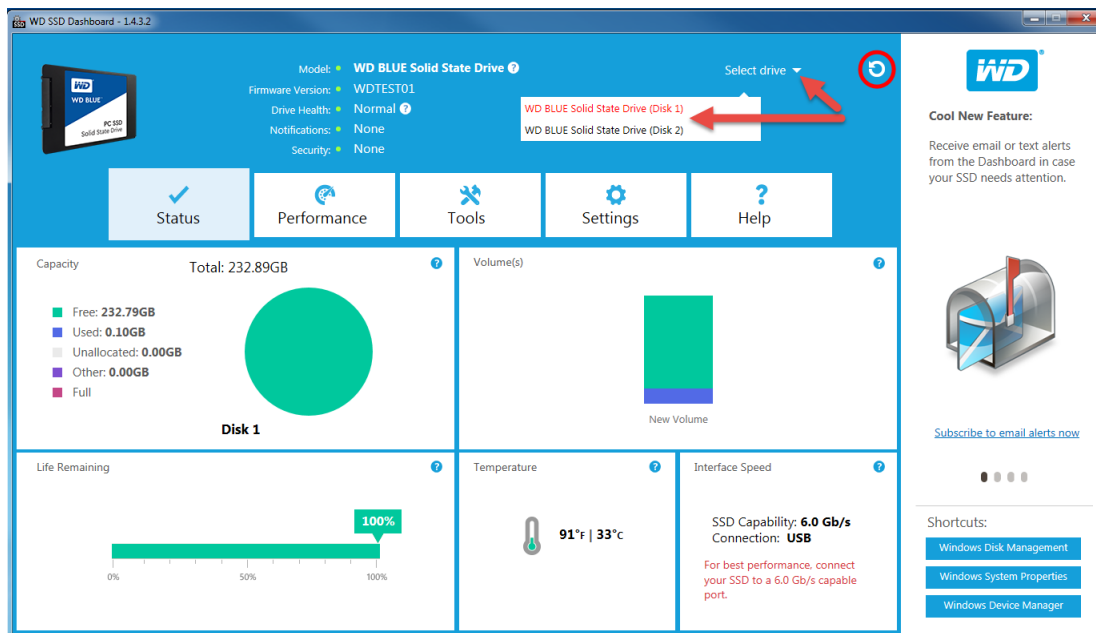 WD SSD Dashboard - 1.4.3.2
WD
WD BLUE
PC SSD
Solid State Drive
Model: WD BLUE Solid State Drive ?
Firmware Version: WDTEST01
Drive Health: Normal ?
Notifications: None
Security: None
Select drive
WD BLUE Solid State Drive (Disk 1)
WD BLUE Solid State Drive (Disk 2)
Status
Performance
Tools
Settings
?
Help
Capacity
Total: 232.89GB
?
Free: 232.79GB
Used: 0.10GB
Unallocated: 0.00GB
Other: 0.00GB
Full
Disk 1
Volume(s)
?
New Volume
Life Remaining
?
100%
0%
50%
100%
Temperature
?
91°F | 33°C
Interface Speed
?
SSD Capability: 6.0 Gb/s
Connection: USB
For best performance, connect
your SSD to a 6.0 Gb/s capable
port.
WD
Cool New Feature:
Receive email or text alerts
from the Dashboard in case
your SSD needs attention.
Subscribe to email alerts now
Shortcuts:
Windows Disk Management
Windows System Properties
Windows Device Manager